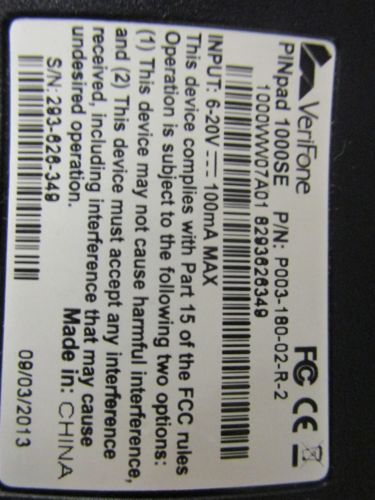 VeriFone
FC CE
PINpad 1000SE P/N: P003-180-02-R-2
1000WW07A01 8293626349
INPUT: 6-20V 100mA MAX
This device complies with Part 15 of the FCC rules
Operation is subject to the following two options:
(1) This device may not cause harmful interference,
and (2) This device must accept any interference
received, including interference that may cause
undesired operation. Made in: CHINA
S/N: 293-626-349 09/03/2013